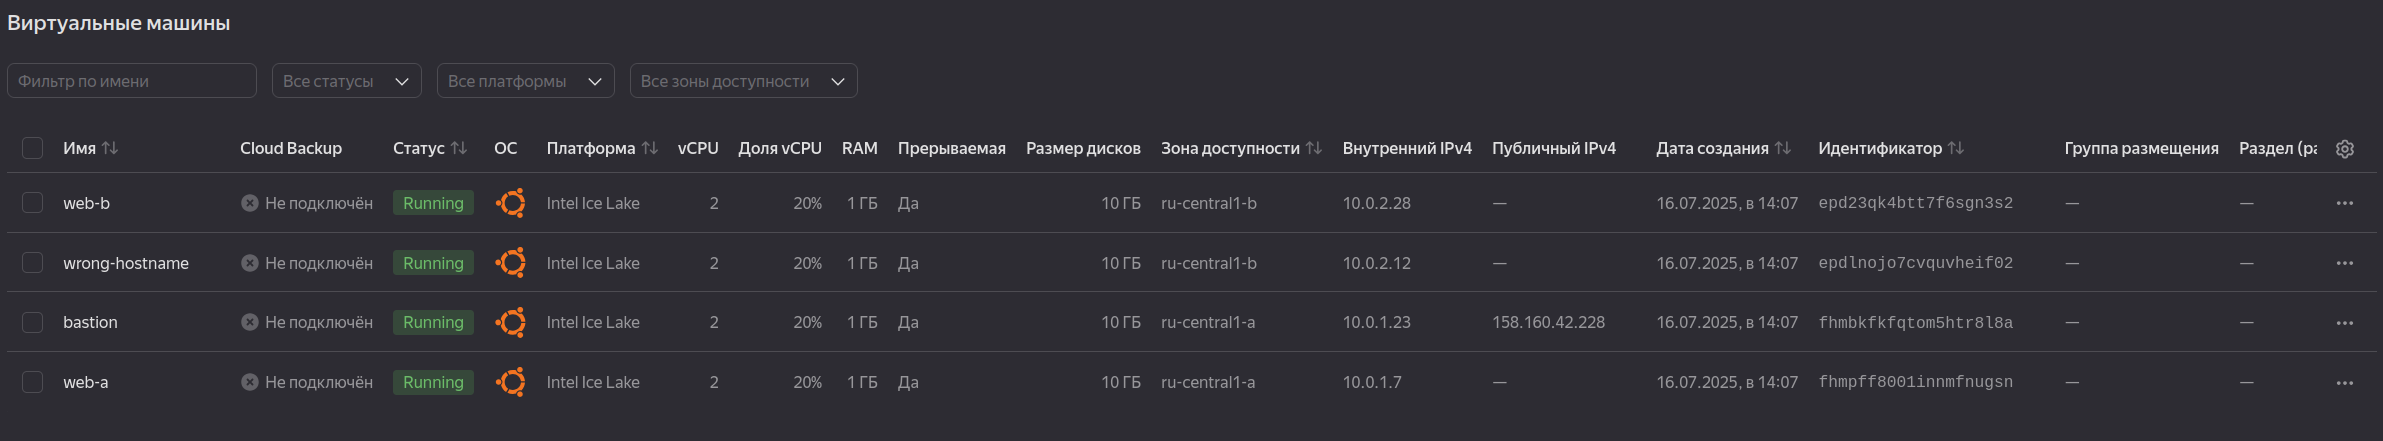 Виртуальные машины
Фильтр по имени Все статусы Все платформы Все зоны доступности
Имя Cloud Backup Статус ОС Платформа vCPU Доля vCPU RAM Прерываемая Размер дисков Зона доступности Внутренний IPv4 Публичный IPv4 Дата создания Идентификатор Группа размещения Раздел (ра
web-b Не подключён Running Intel Ice Lake 2 20% 1 ГБ Да 10 ГБ ru-central1-b 10.0.2.28 — 16.07.2025, в 14:07 epd23qk4btt7f6sgn3s2 — —
wrong-hostname Не подключён Running Intel Ice Lake 2 20% 1 ГБ Да 10 ГБ ru-central1-b 10.0.2.12 — 16.07.2025, в 14:07 epdlnojo7cvquvheif02 — —
bastion Не подключён Running Intel Ice Lake 2 20% 1 ГБ Да 10 ГБ ru-central1-a 10.0.1.23 158.160.42.228 16.07.2025, в 14:07 fhmbkfkfqtom5htr8l8a — —
web-a Не подключён Running Intel Ice Lake 2 20% 1 ГБ Да 10 ГБ ru-central1-a 10.0.1.7 — 16.07.2025, в 14:07 fhmpff8001innmfnugsn — —